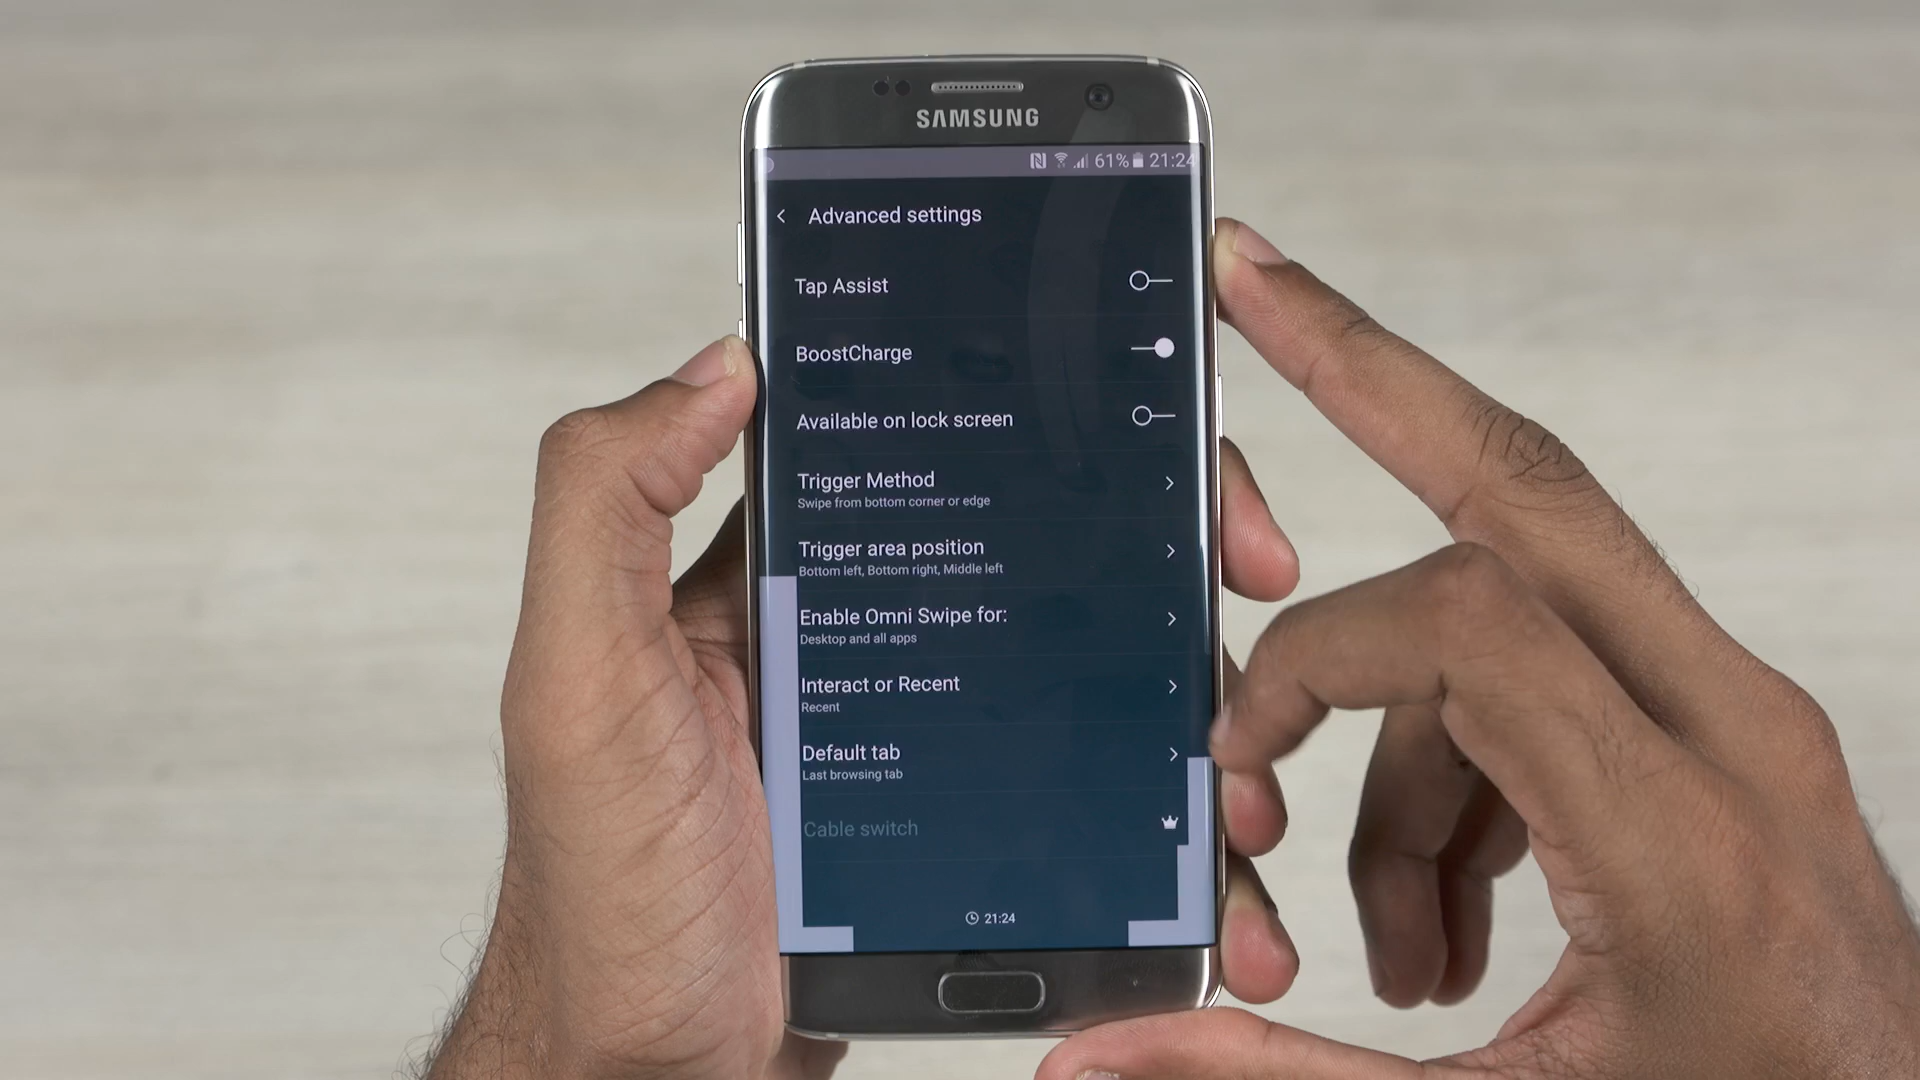 SAMSUNG
61% 21:24
Advanced settings
Tap Assist
BoostCharge
Available on lock screen
Trigger Method
Swipe from bottom corner or edge
Trigger area position
Bottom left, Bottom right, Middle left
Enable Omni Swipe for:
Desktop and all apps
Interact or Recent
Recent
Default tab
Last browsing tab
Cable switch
21:24